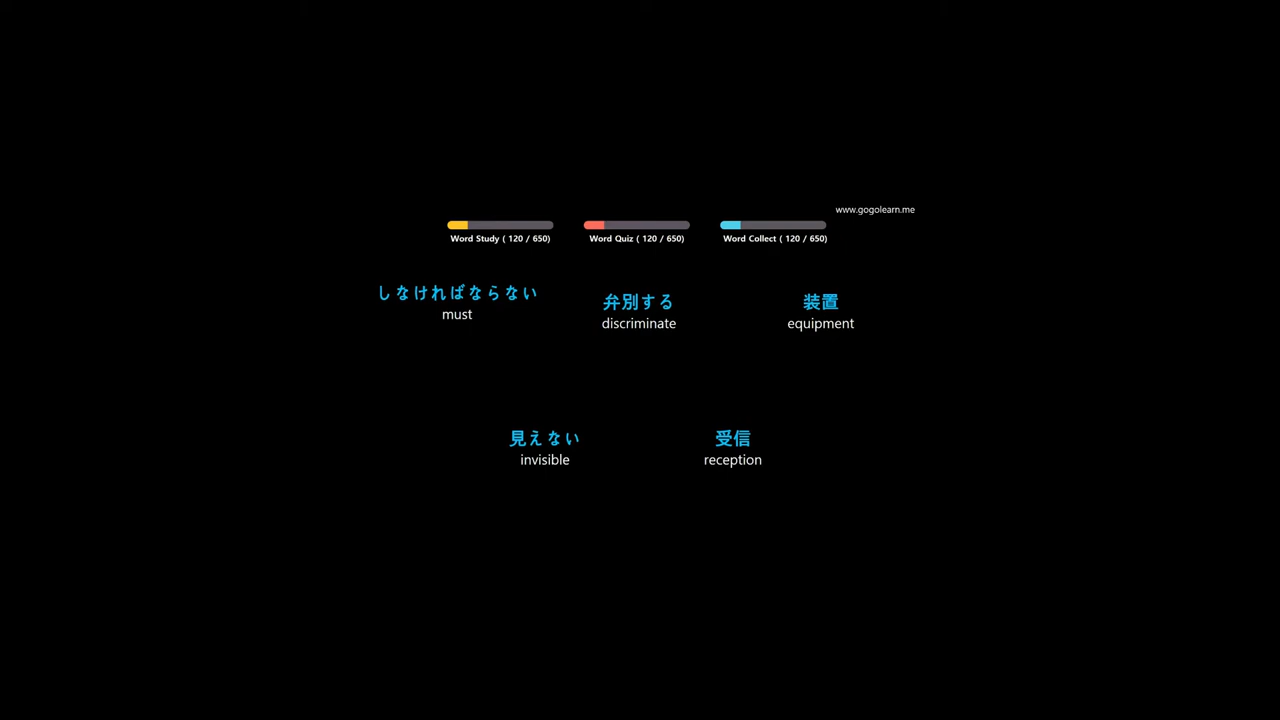 www.gogolearn.me
Word Study ( 120 / 650)
Word Quiz ( 120 / 650)
Word Collect ( 120 / 650)
しなければならない
must
弁別する
discriminate
装置
equipment
見えない
invisible
受信
reception